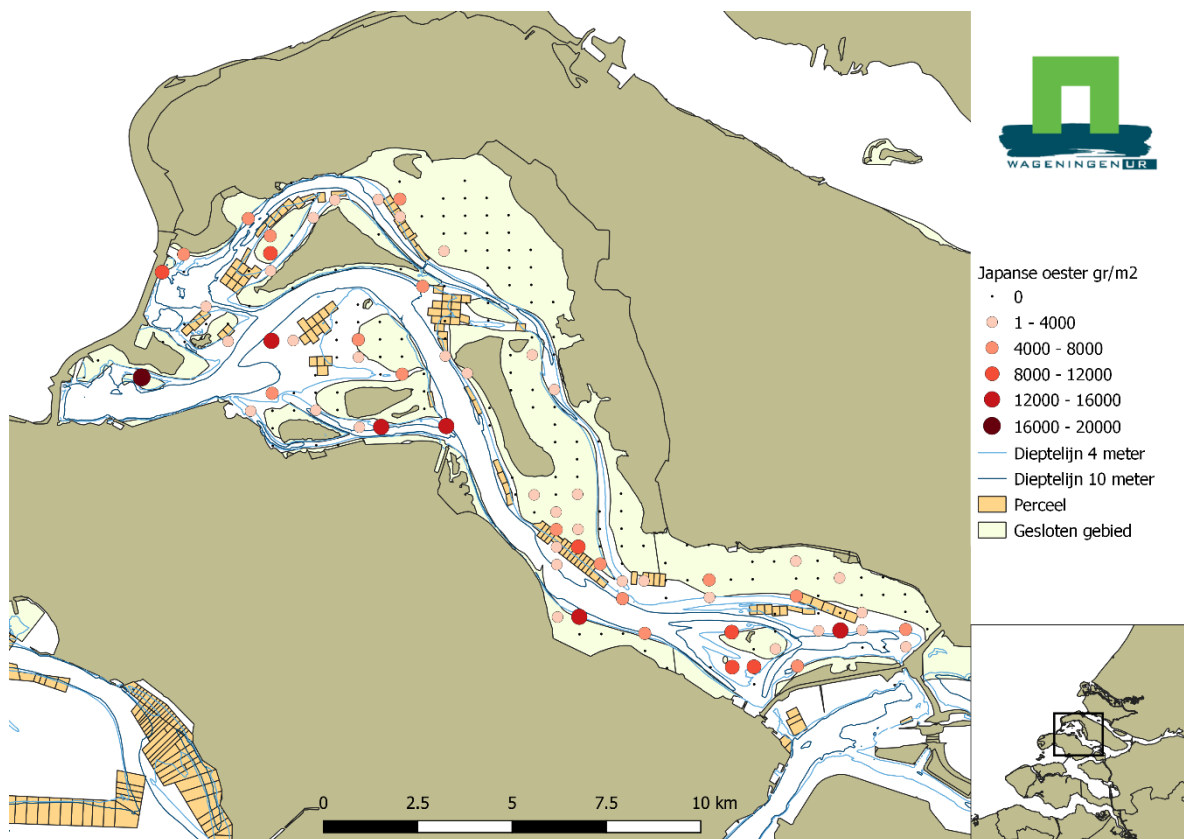 WAGENINGEN UR
Japanse oester gr/m2
0
1 - 4000
4000 - 8000
8000 - 12000
12000 - 16000
16000 - 20000
Dieptelijn 4 meter
Dieptelijn 10 meter
Perceel
Gesloten gebied
0 2.5 5 7.5 10 km